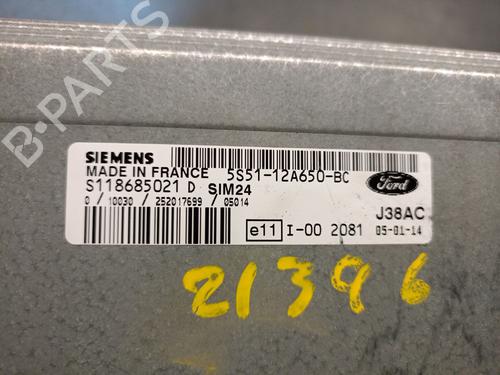 B-PARTS
SIEMENS
MADE IN FRANCE 5S51-12A650-BC
S118685021 D SIM24
0 / 10030 / 252017699 / 05014
Ford
J38AC
e11 I-00 2081 05-01-14
21396